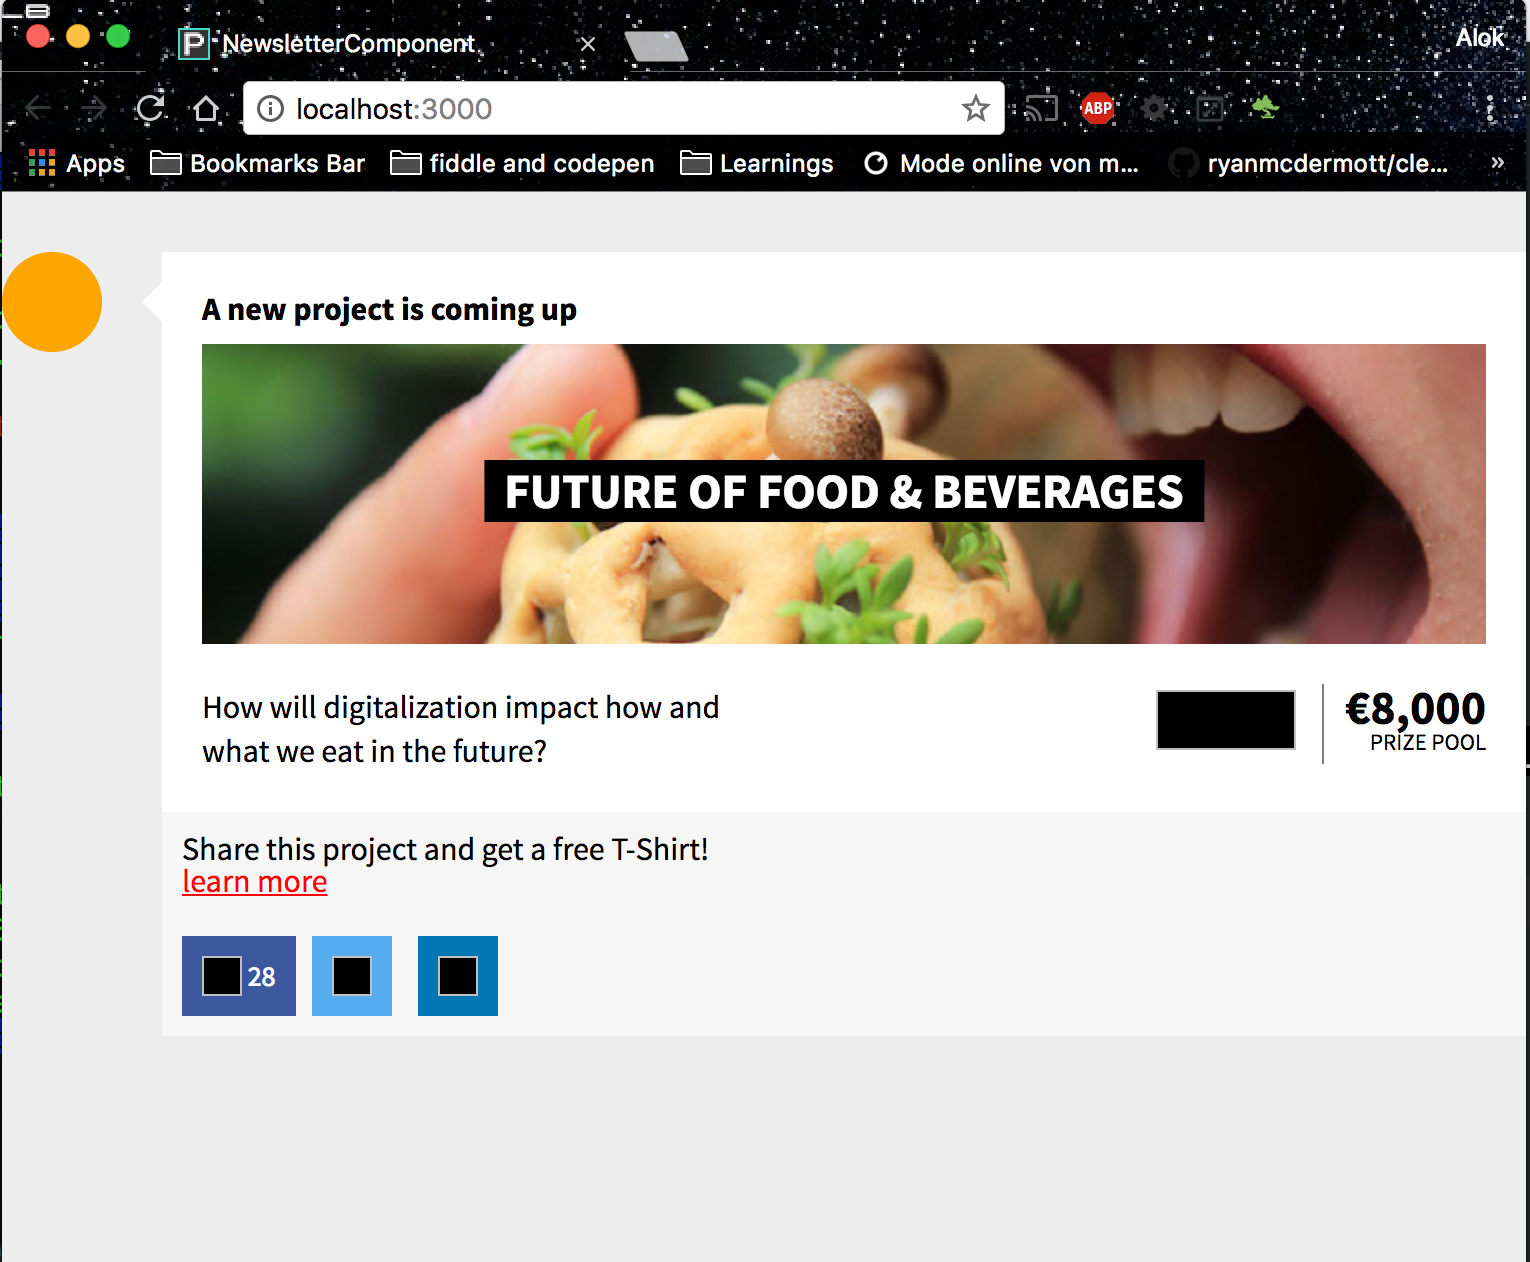 NewsletterComponent
Alok
localhost:3000
ABP
Apps
Bookmarks Bar
fiddle and codepen
Learnings
Mode online von m...
ryanmcdermott/cle...
»
A new project is coming up
FUTURE OF FOOD & BEVERAGES
How will digitalization impact how and
what we eat in the future?
€8,000
PRIZE POOL
Share this project and get a free T-Shirt!
learn more
28